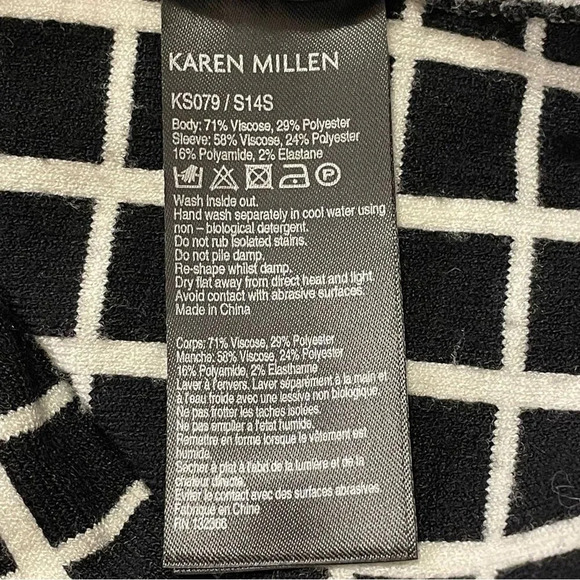 KAREN MILLEN
KS079 / S14S
Body: 71% Viscose, 29% Polyester
Sleeve: 58% Viscose, 24% Polyester
16% Polyamide, 2% Elastane
P
Wash Inside out.
Hand wash separately in cool water using
non – biological detergent.
Do not rub isolated stains.
Do not pile damp.
Re-shape whilst damp.
Dry flat away from direct heat and light.
Avoid contact with abrasive surfaces.
Made in China
Corps: 71% Viscose, 29% Polyester
Manche: 58% Viscose, 24% Polyester
16% Polyamide, 2% Elasthanne
Laver à l'envers. Laver séparément à la main et
à l'eau froide avec une lessive non biologique
Ne pas frotter les taches isolées.
Ne pas empiler à l'etat humide.
Remettre en forme lorsque le vêtement est
humide.
Sécher à plat à l'abri de la lumière et de la
chaleur directe.
Eviter le contact avec des surfaces abrasives.
Fabriqué en Chine
FIN 132368